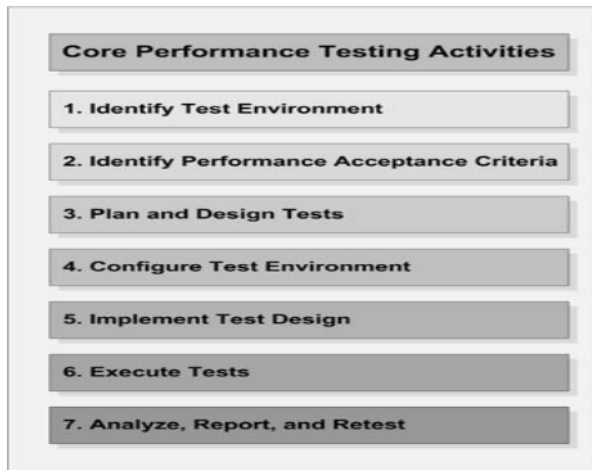 Core Performance Testing Activities
1. Identify Test Environment
2. Identify Performance Acceptance Criteria
3. Plan and Design Tests
4. Configure Test Environment
5. Implement Test Design
6. Execute Tests
7. Analyze, Report, and Retest